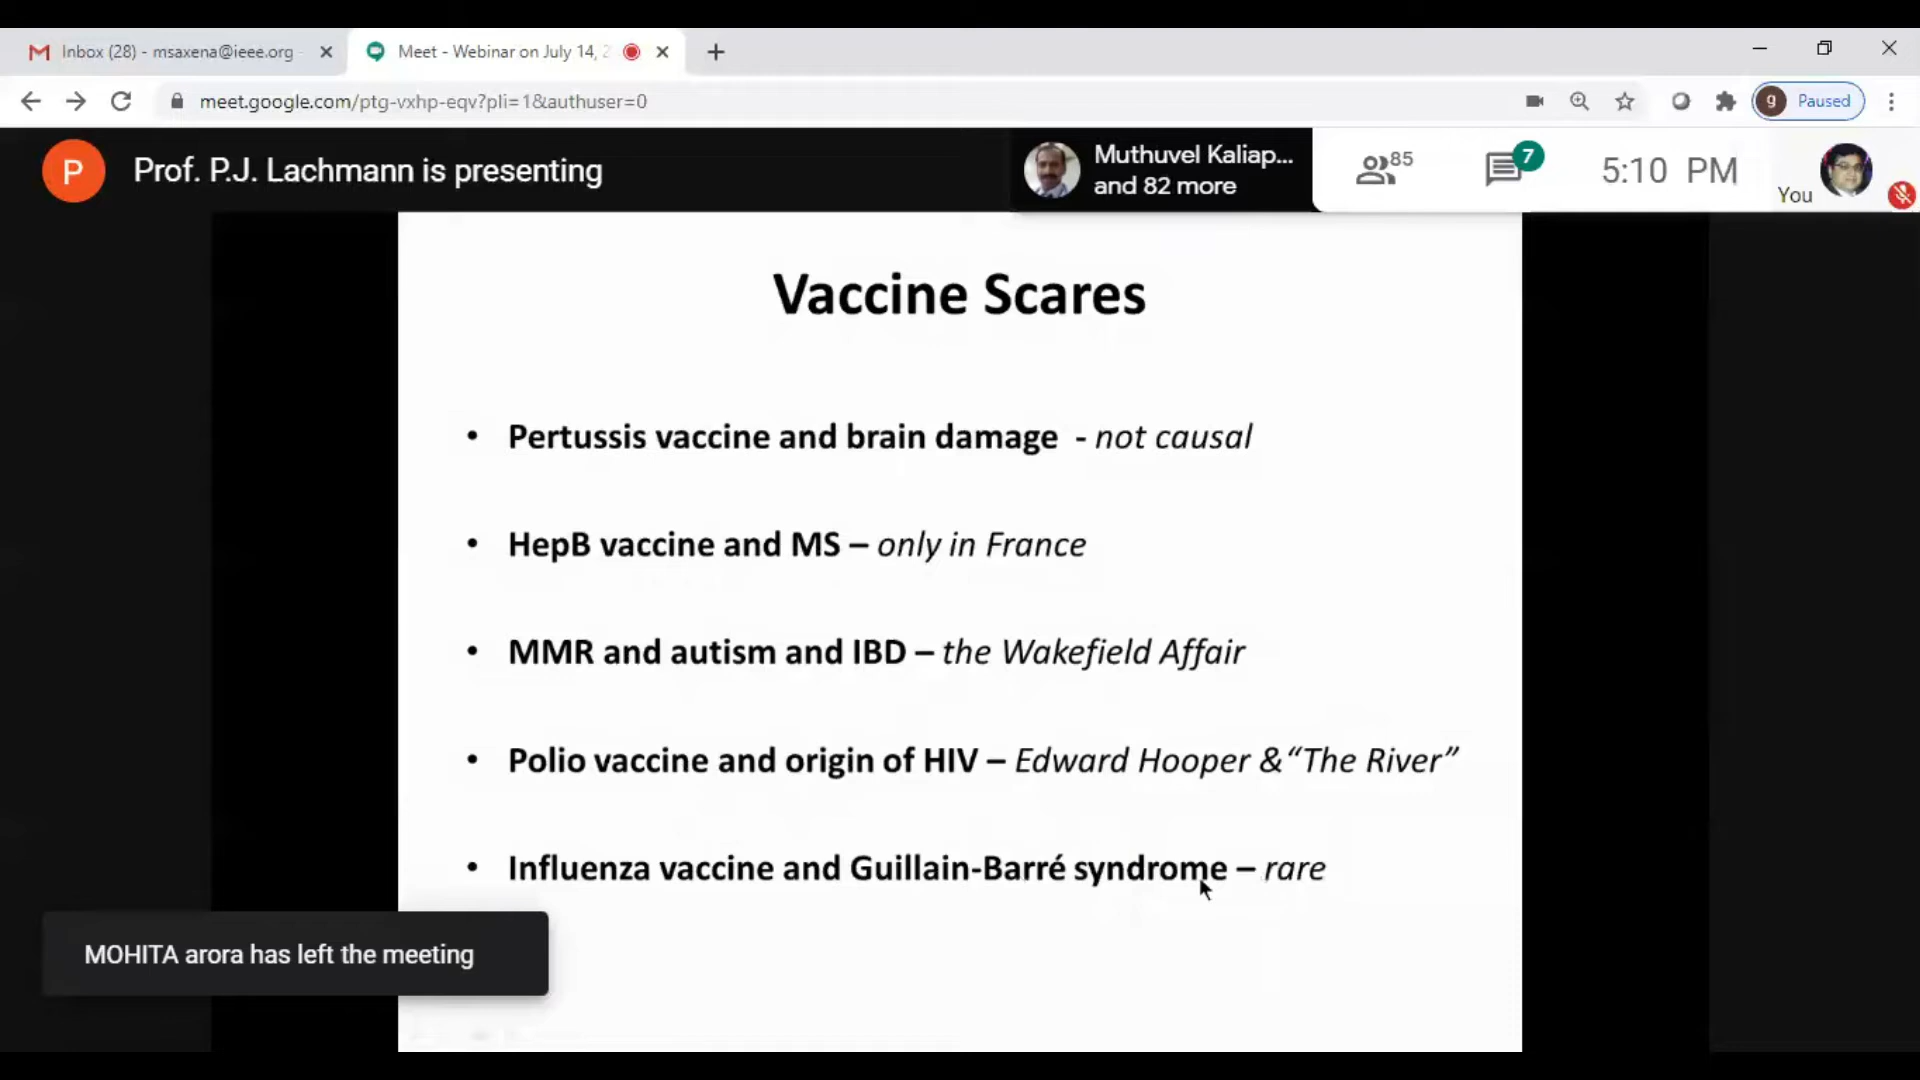 Inbox (28) - msaxena@ieee.org
Meet - Webinar on July 14, 2
meet.google.com/ptg-vxhp-eqv?pli=1&authuser=0
g Paused
P Prof. P.J. Lachmann is presenting
Muthuvel Kaliap...
and 82 more
85
7
5:10 PM
You
Vaccine Scares
• Pertussis vaccine and brain damage - not causal
• HepB vaccine and MS – only in France
• MMR and autism and IBD – the Wakefield Affair
• Polio vaccine and origin of HIV – Edward Hooper &“The River”
• Influenza vaccine and Guillain-Barré syndrome – rare
MOHITA arora has left the meeting